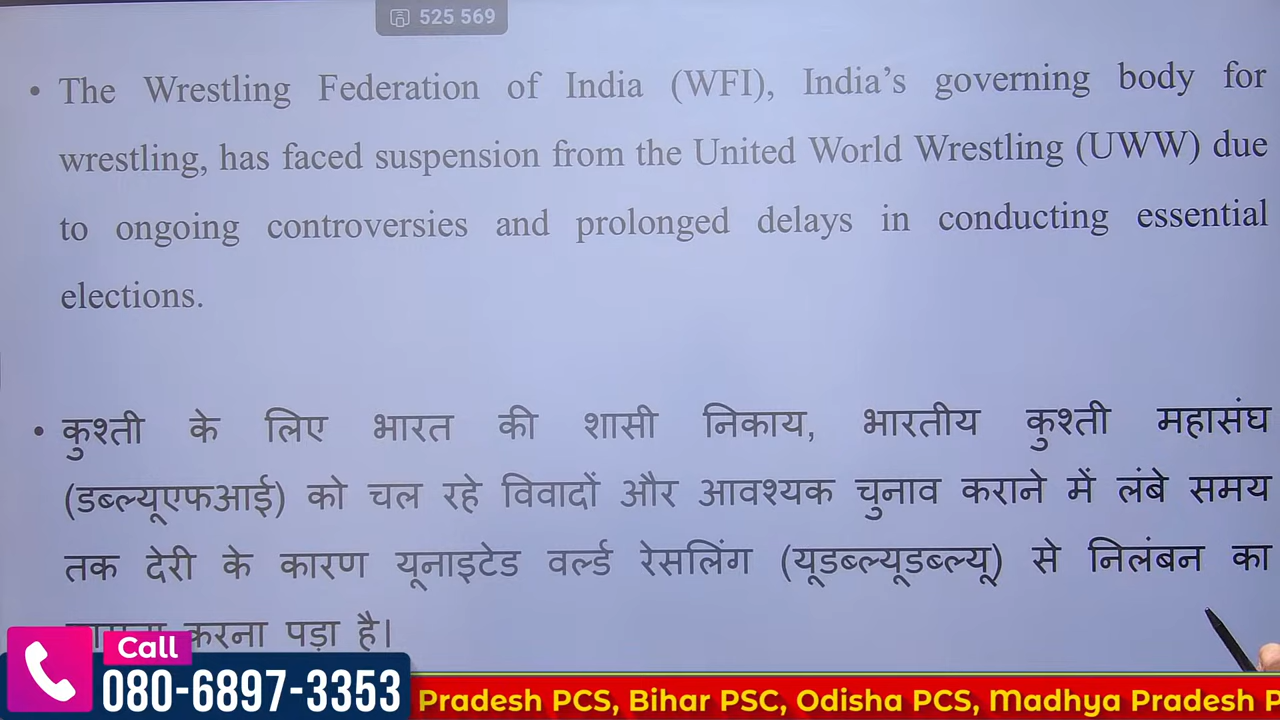 525 569
• The Wrestling Federation of India (WFI), India's governing body for
wrestling, has faced suspension from the United World Wrestling (UWW) due
to ongoing controversies and prolonged delays in conducting essential
elections.
• कुश्ती के लिए भारत की शासी निकाय, भारतीय कुश्ती महासंघ
(डब्ल्यूएफआई) को चल रहे विवादों और आवश्यक चुनाव कराने में लंबे समय
तक देरी के कारण यूनाइटेड वर्ल्ड रेसलिंग (यूडब्ल्यूडब्ल्यू) से निलंबन का
करना पड़ा है।
Call
080-6897-3353
Pradesh PCS, Bihar PSC, Odisha PCS, Madhya Pradesh P